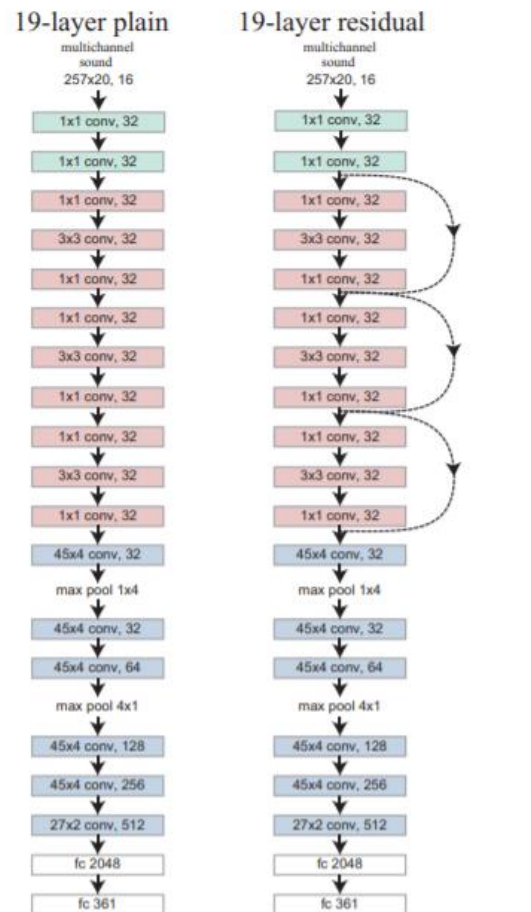 19-layer plain
multichannel
sound
257x20, 16
1x1 conv, 32
1x1 conv, 32
1x1 conv, 32
3x3 conv, 32
1x1 conv, 32
1x1 conv, 32
3x3 conv, 32
1x1 conv, 32
1x1 conv, 32
3x3 conv, 32
1x1 conv, 32
45x4 conv, 32
max pool 1x4
45x4 conv, 32
45x4 conv, 64
max pool 4x1
45x4 conv, 128
45x4 conv, 256
27x2 conv, 512
fc 2048
fc 361
19-layer residual
multichannel
sound
257x20, 16
1x1 conv, 32
1x1 conv, 32
1x1 conv, 32
3x3 conv, 32
1x1 conv, 32
1x1 conv, 32
3x3 conv, 32
1x1 conv, 32
1x1 conv, 32
3x3 conv, 32
1x1 conv, 32
45x4 conv, 32
max pool 1x4
45x4 conv, 32
45x4 conv, 64
max pool 4x1
45x4 conv, 128
45x4 conv, 256
27x2 conv, 512
fc 2048
fc 361